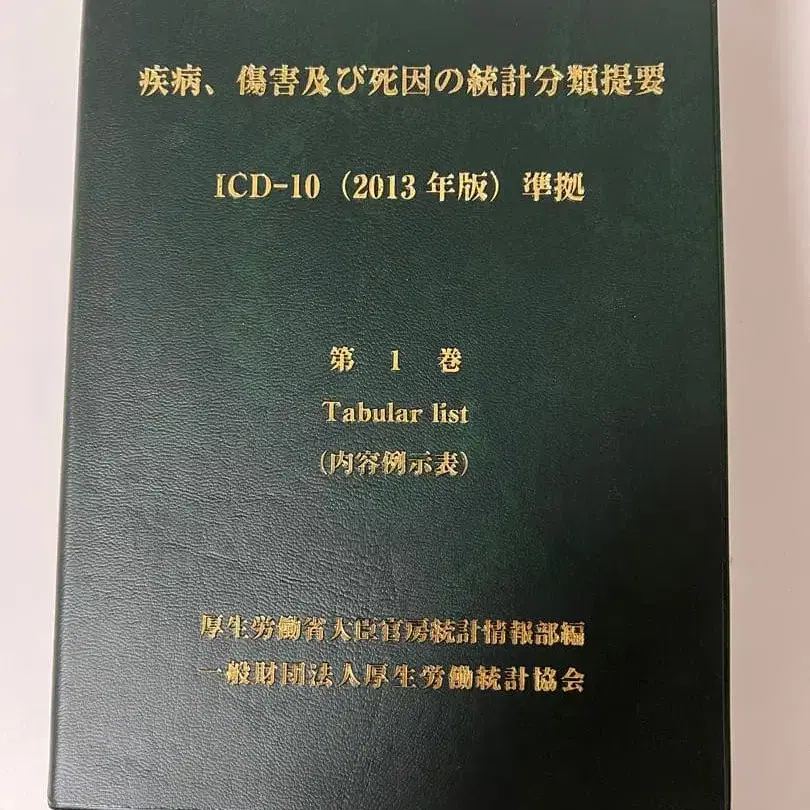 疾病、傷害及び死因の統計分類提要
ICD-10（2013年版）準拠
第 1 巻
Tabular list
(内容例示表)
厚生労働省大臣官房統計情報部編
一般財団法人厚生労働統計協会